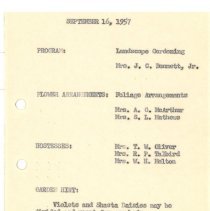 SEPTEMBER 16, 1957
PROGRAM: Landscape Gardening
Mrs. J. C. Bennett, Jr.
FLOWER ARRANGEMENTS: Foliage Arrangements
Mrs. A. C. McArthur
Mrs. S. L. Mathews
HOSTESSES: Mrs. T. W. Oliver
Mrs. R. F. Talbird
Mrs. W. H. Helton
GARDEN HINT:
Violets and Shasta Daisies may be